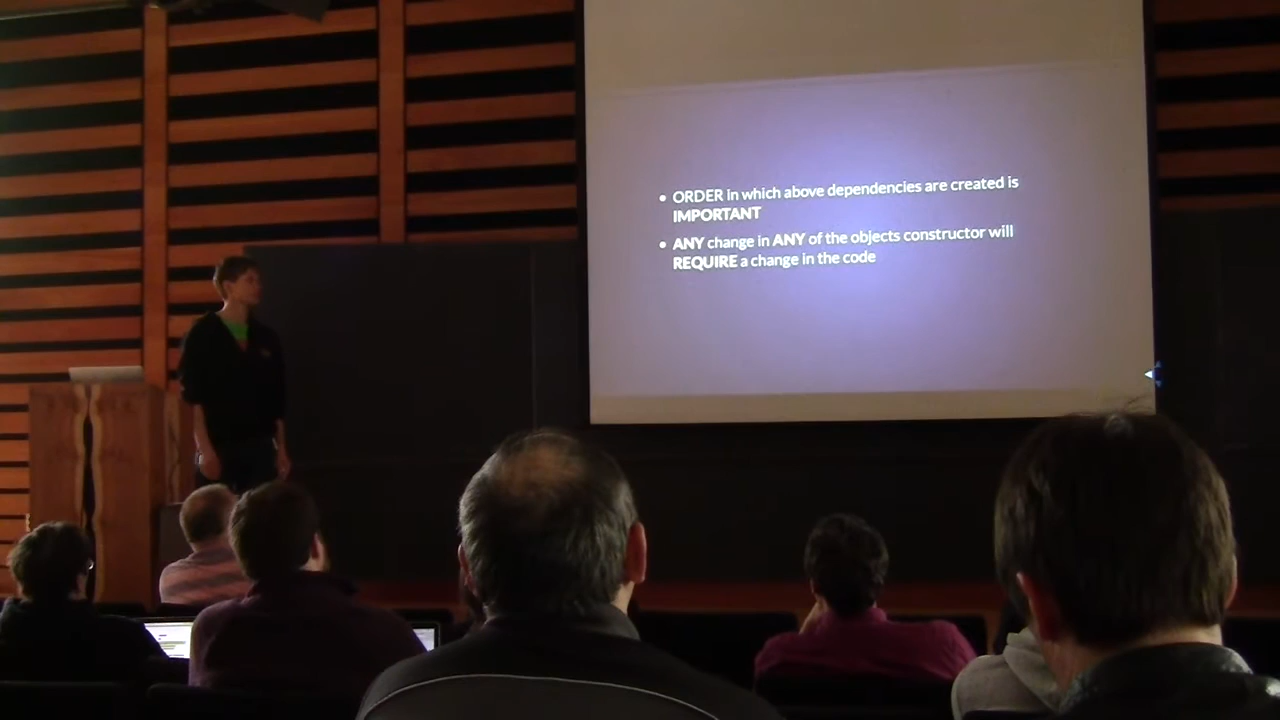 • ORDER in which above dependencies are created is
IMPORTANT
• ANY change in ANY of the objects constructor will
REQUIRE a change in the code